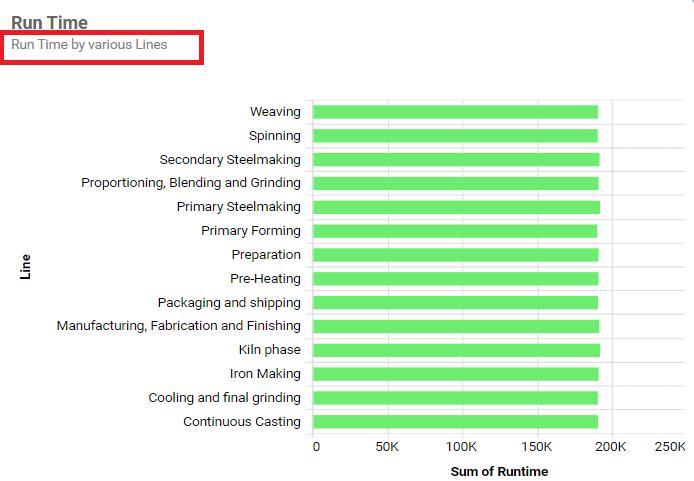 Run Time
Run Time by various Lines
Weaving
Spinning
Secondary Steelmaking
Proportioning, Blending and Grinding
Primary Steelmaking
Primary Forming
Preparation
Pre-Heating
Packaging and shipping
Manufacturing, Fabrication and Finishing
Kiln phase
Iron Making
Cooling and final grinding
Continuous Casting
Line
0 50K 100K 150K 200K 250K
Sum of Runtime